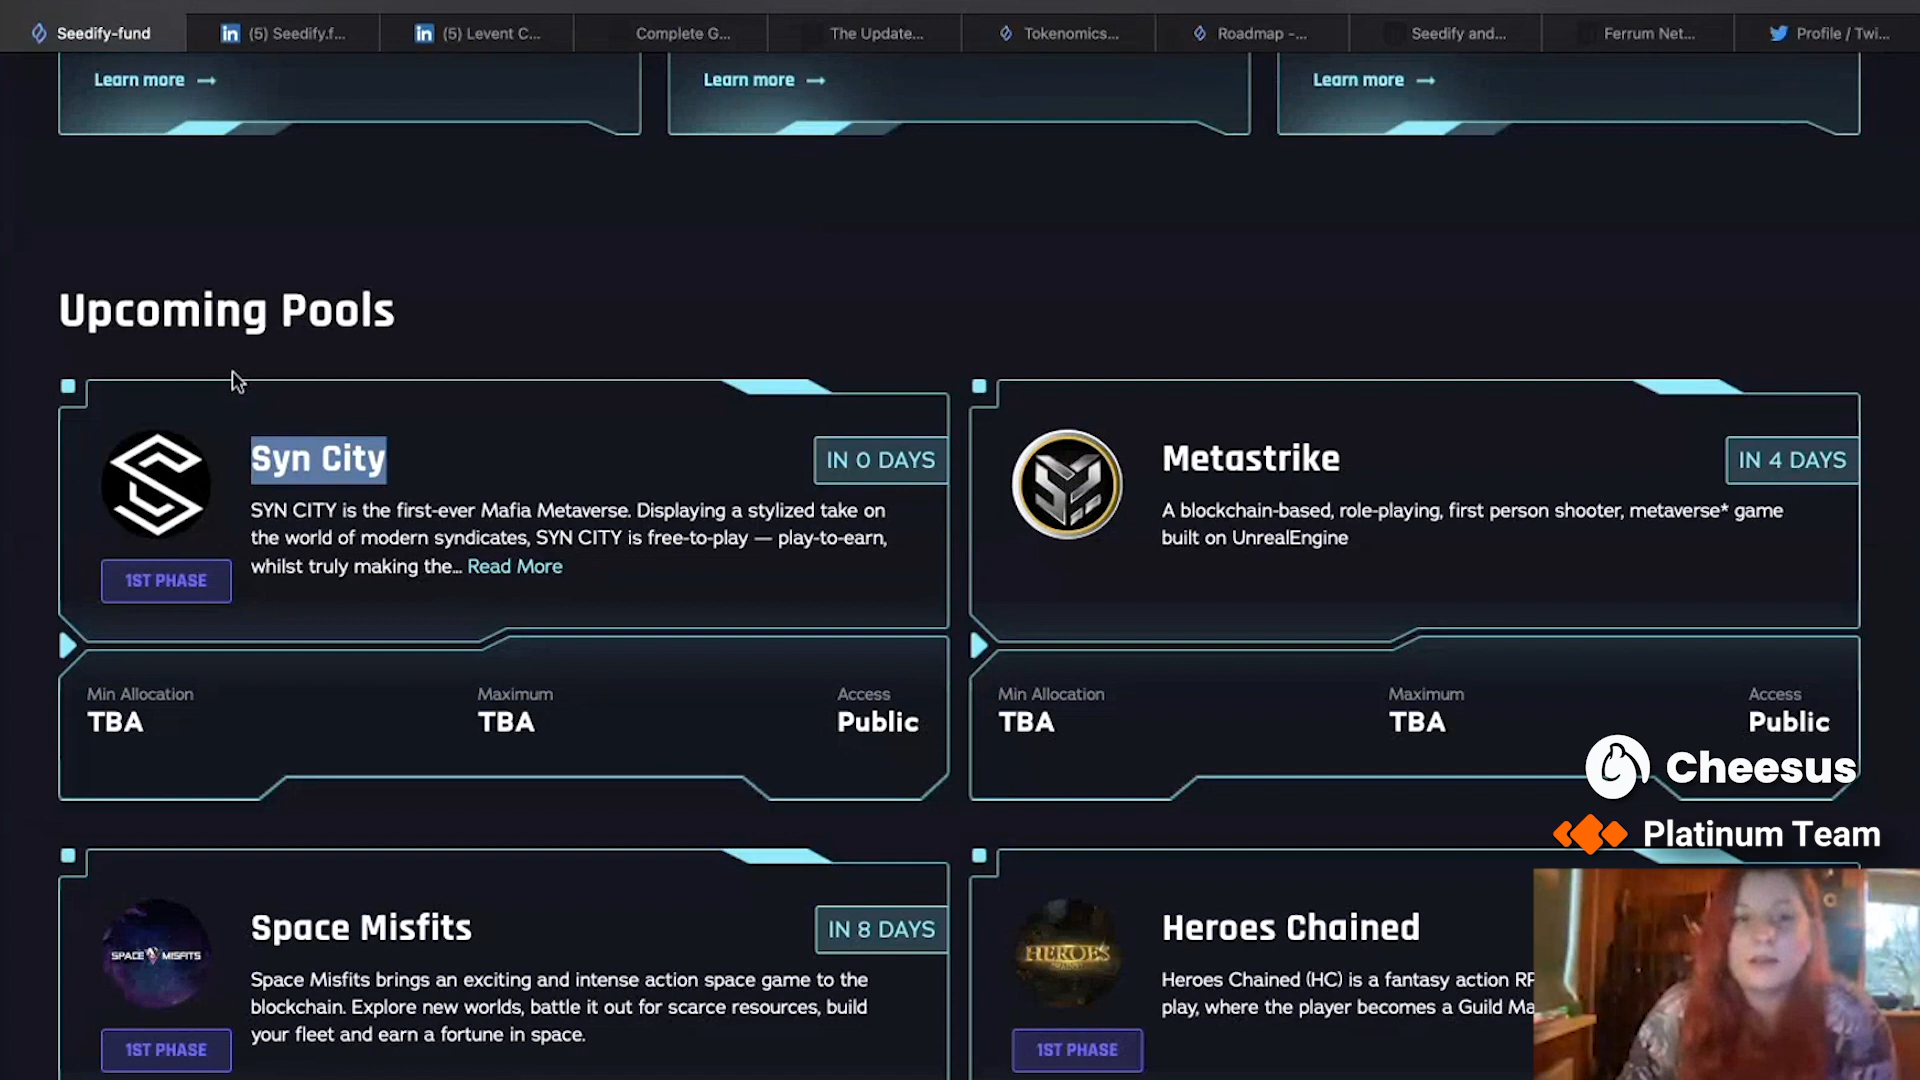 Seedify-fund
(5) Seedify.f...
(5) Levent C...
Complete G...
The Update...
Tokenomics...
Roadmap -...
Seedify and...
Ferrum Net...
Profile / Twi...
Learn more →
Learn more →
Learn more →
Upcoming Pools
Syn City
IN 0 DAYS
SYN CITY is the first-ever Mafia Metaverse. Displaying a stylized take on
the world of modern syndicates, SYN CITY is free-to-play — play-to-earn,
whilst truly making the... Read More
1ST PHASE
Min Allocation
TBA
Maximum
TBA
Access
Public
Metastrike
IN 4 DAYS
A blockchain-based, role-playing, first person shooter, metaverse* game
built on UnrealEngine
Min Allocation
TBA
Maximum
TBA
Access
Public
Cheesus
Platinum Team
SPACE MISFITS
Space Misfits
IN 8 DAYS
Space Misfits brings an exciting and intense action space game to the
blockchain. Explore new worlds, battle it out for scarce resources, build
your fleet and earn a fortune in space.
1ST PHASE
HEROES
Heroes Chained
Heroes Chained (HC) is a fantasy action RP
play, where the player becomes a Guild Ma
1ST PHASE